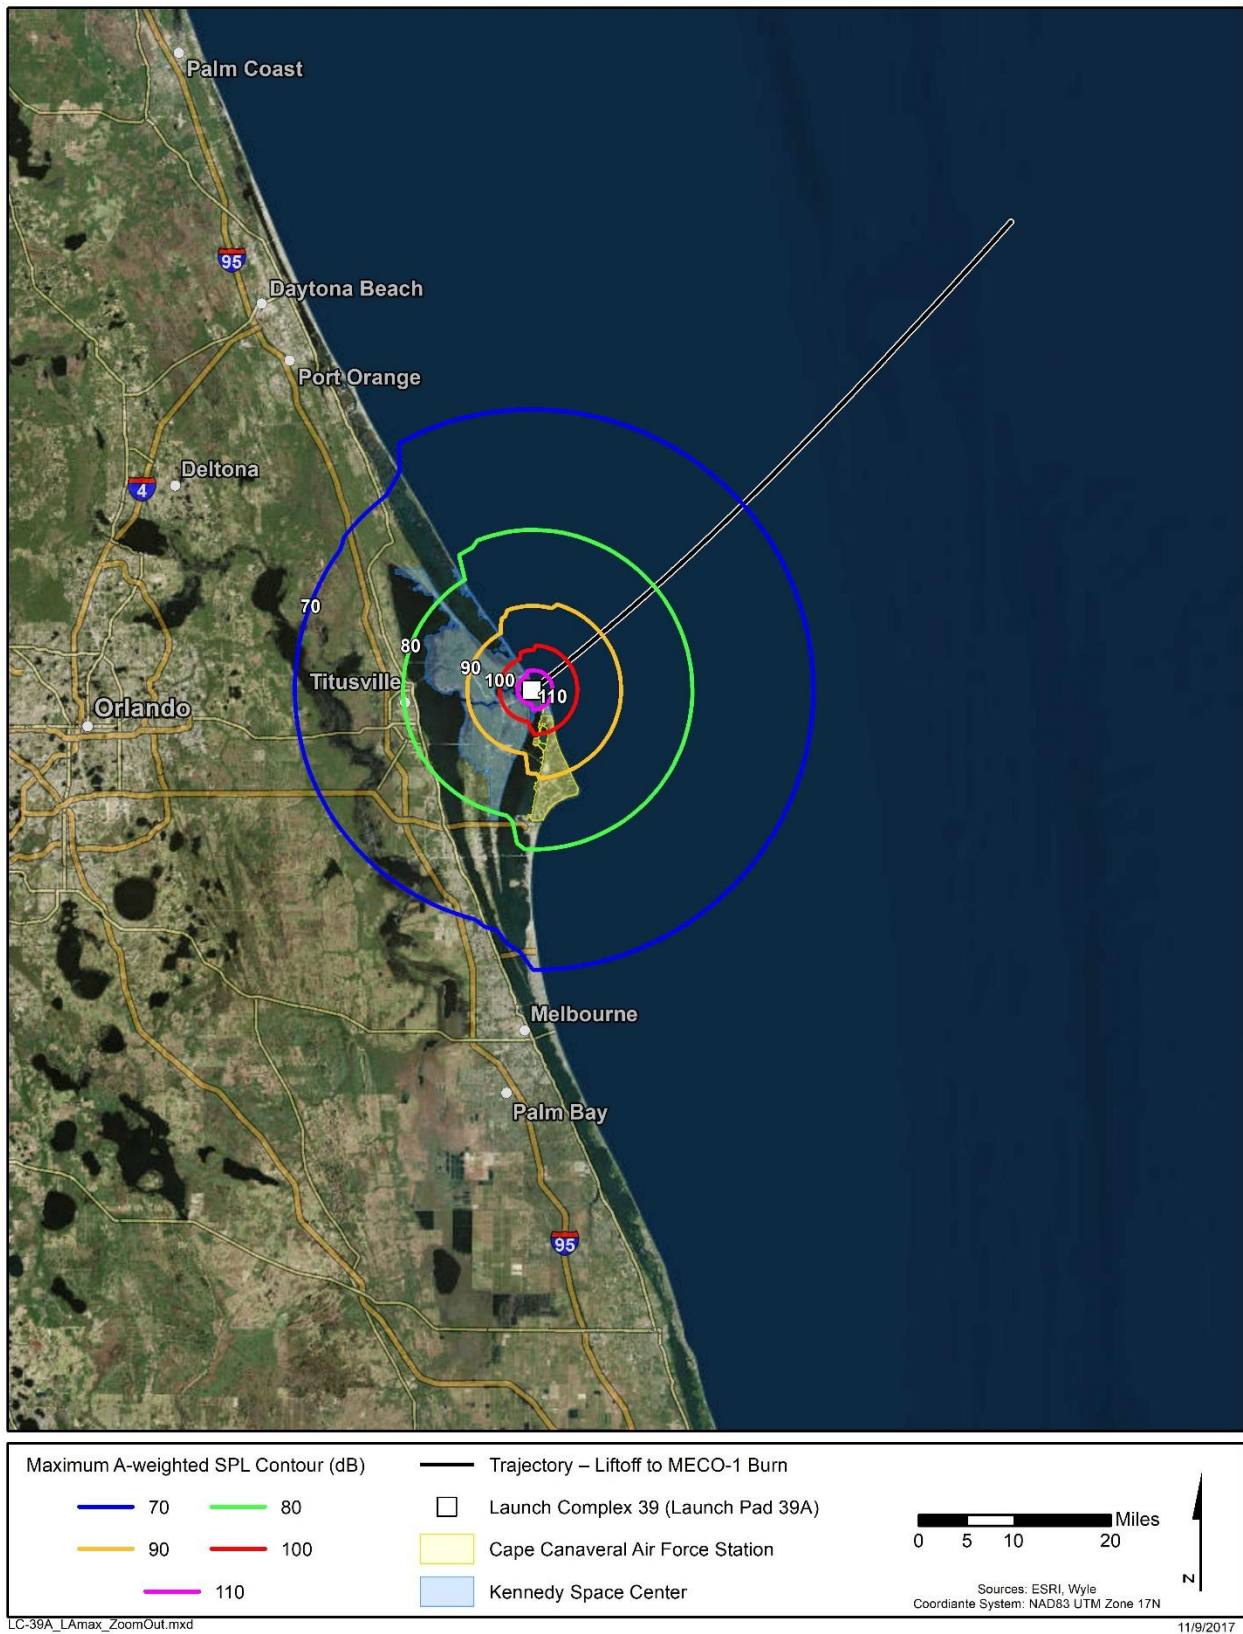 Palm Coast
95
Daytona Beach
Port Orange
Deltona
4
70
80
90
100
110
Titusville
Orlando
Melbourne
Palm Bay
95
Maximum A-weighted SPL Contour (dB)
70
80
90
100
110
Trajectory – Liftoff to MECO-1 Burn
Launch Complex 39 (Launch Pad 39A)
Cape Canaveral Air Force Station
Kennedy Space Center
Miles
0 5 10 20
N
Sources: ESRI, Wyle
Coordiante System: NAD83 UTM Zone 17N
LC-39A_LAmax_ZoomOut.mxd
11/9/2017